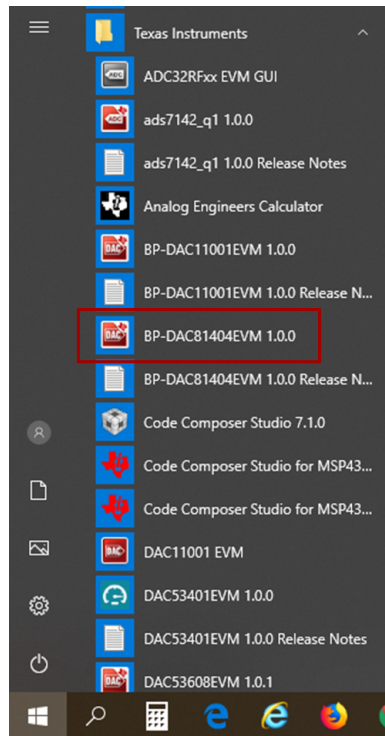 Texas Instruments
ADC32RFxx EVM GUI
ads7142_q1 1.0.0
ads7142_q1 1.0.0 Release Notes
Analog Engineers Calculator
BP-DAC11001EVM 1.0.0
BP-DAC11001EVM 1.0.0 Release N...
BP-DAC81404EVM 1.0.0
BP-DAC81404EVM 1.0.0 Release N...
Code Composer Studio 7.1.0
Code Composer Studio for MSP43...
Code Composer Studio for MSP43...
DAC11001 EVM
DAC53401EVM 1.0.0
DAC53401EVM 1.0.0 Release Notes
DAC53608EVM 1.0.1